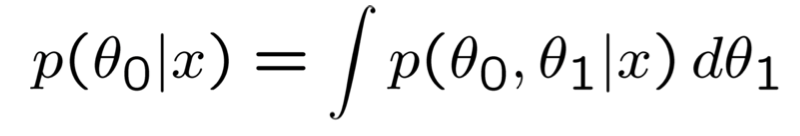 p(θ₀|x) = ∫ p(θ₀, θ₁|x) dθ₁